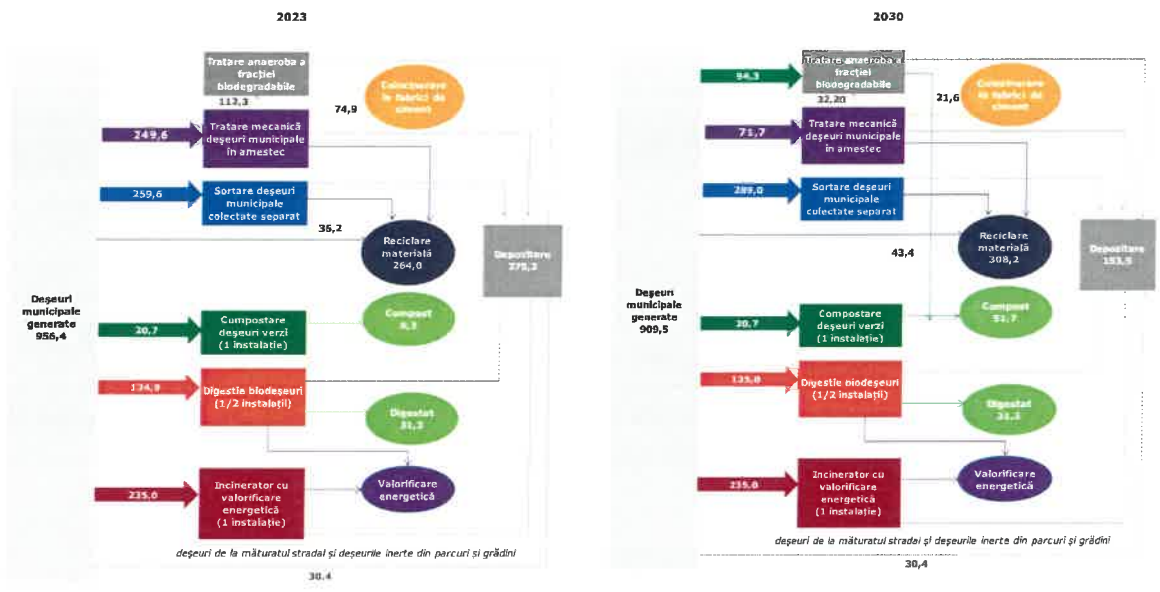 2023
Tratare anaeroba a
fracției
biodegradabile
112,3
74,9
Coincinerare
în fabrici de
ciment
249,6
Tratare mecanică
deșeuri municipale
în amestec
259,6
Sortare deșeuri
municipale
colectate separat
36,2
Reciclare
materială
264,0
Depozitare
Deșeuri
municipale
generate
956,4
20,7
Compostare
deșeuri verzi
(1 instalație)
Compost
8,3
134,9
Digestie biodeșeuri
(1/2 instalații)
Digestat
31,3
235,0
Incinerator cu
valorificare
energetică
(1 instalație)
Valorificare
energetică
deșeuri de la măturatul stradal și deșeurile inerte din parcuri și grădini
30,4
2030
94,3
Tratare anaeroba a
fracției
biodegradabile
22,20
21,6
Coincinerare
în fabrici de
ciment
71,7
Tratare mecanică
deșeuri municipale
în amestec
289,0
Sortare deșeuri
municipale
colectate separat
43,4
Reciclare
materială
308,2
Depozitare
153,5
Deșeuri
municipale
generate
909,5
20,7
Compostare
deșeuri verzi
(1 instalație)
Compost
51,7
135,0
Digestie biodeșeuri
(1/2 instalații)
Digestat
31,3
235,0
Incinerator cu
valorificare
energetică
(1 instalație)
Valorificare
energetică
deșeuri de la măturatul stradal și deșeurile inerte din parcuri și grădini
30,4